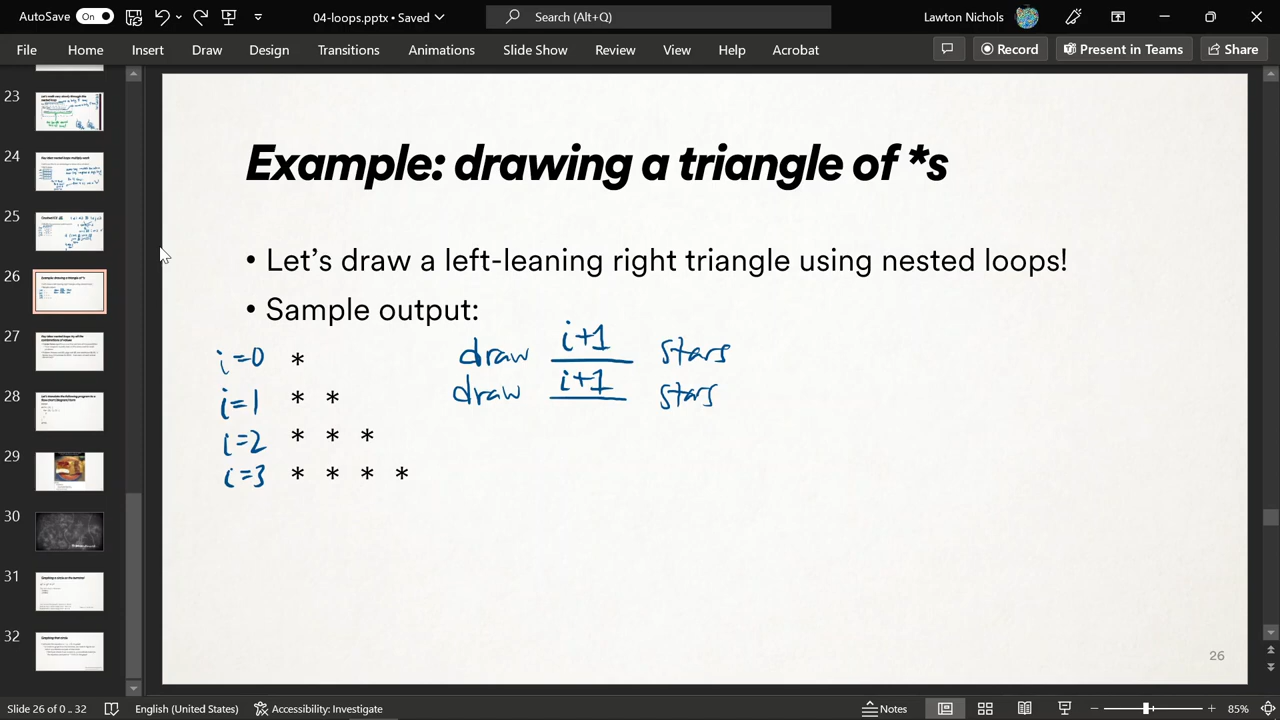 AutoSave On 04-loops.pptx • Saved Search (Alt+Q) Lawton Nichols
File Home Insert Draw Design Transitions Animations Slide Show Review View Help Acrobat Record Present in Teams Share
23
25
26
27
28
29
30
31
32
Example: drawing a triangle of *s
• Let's draw a left-leaning right triangle using nested loops!
• Sample output:
i=0 * draw i+1 stars
i=1 * * draw i+1 stars
i=2 * * *
i=3 * * * *
26
Slide 26 of 0 .. 32 English (United States) Accessibility: Investigate Notes 85%